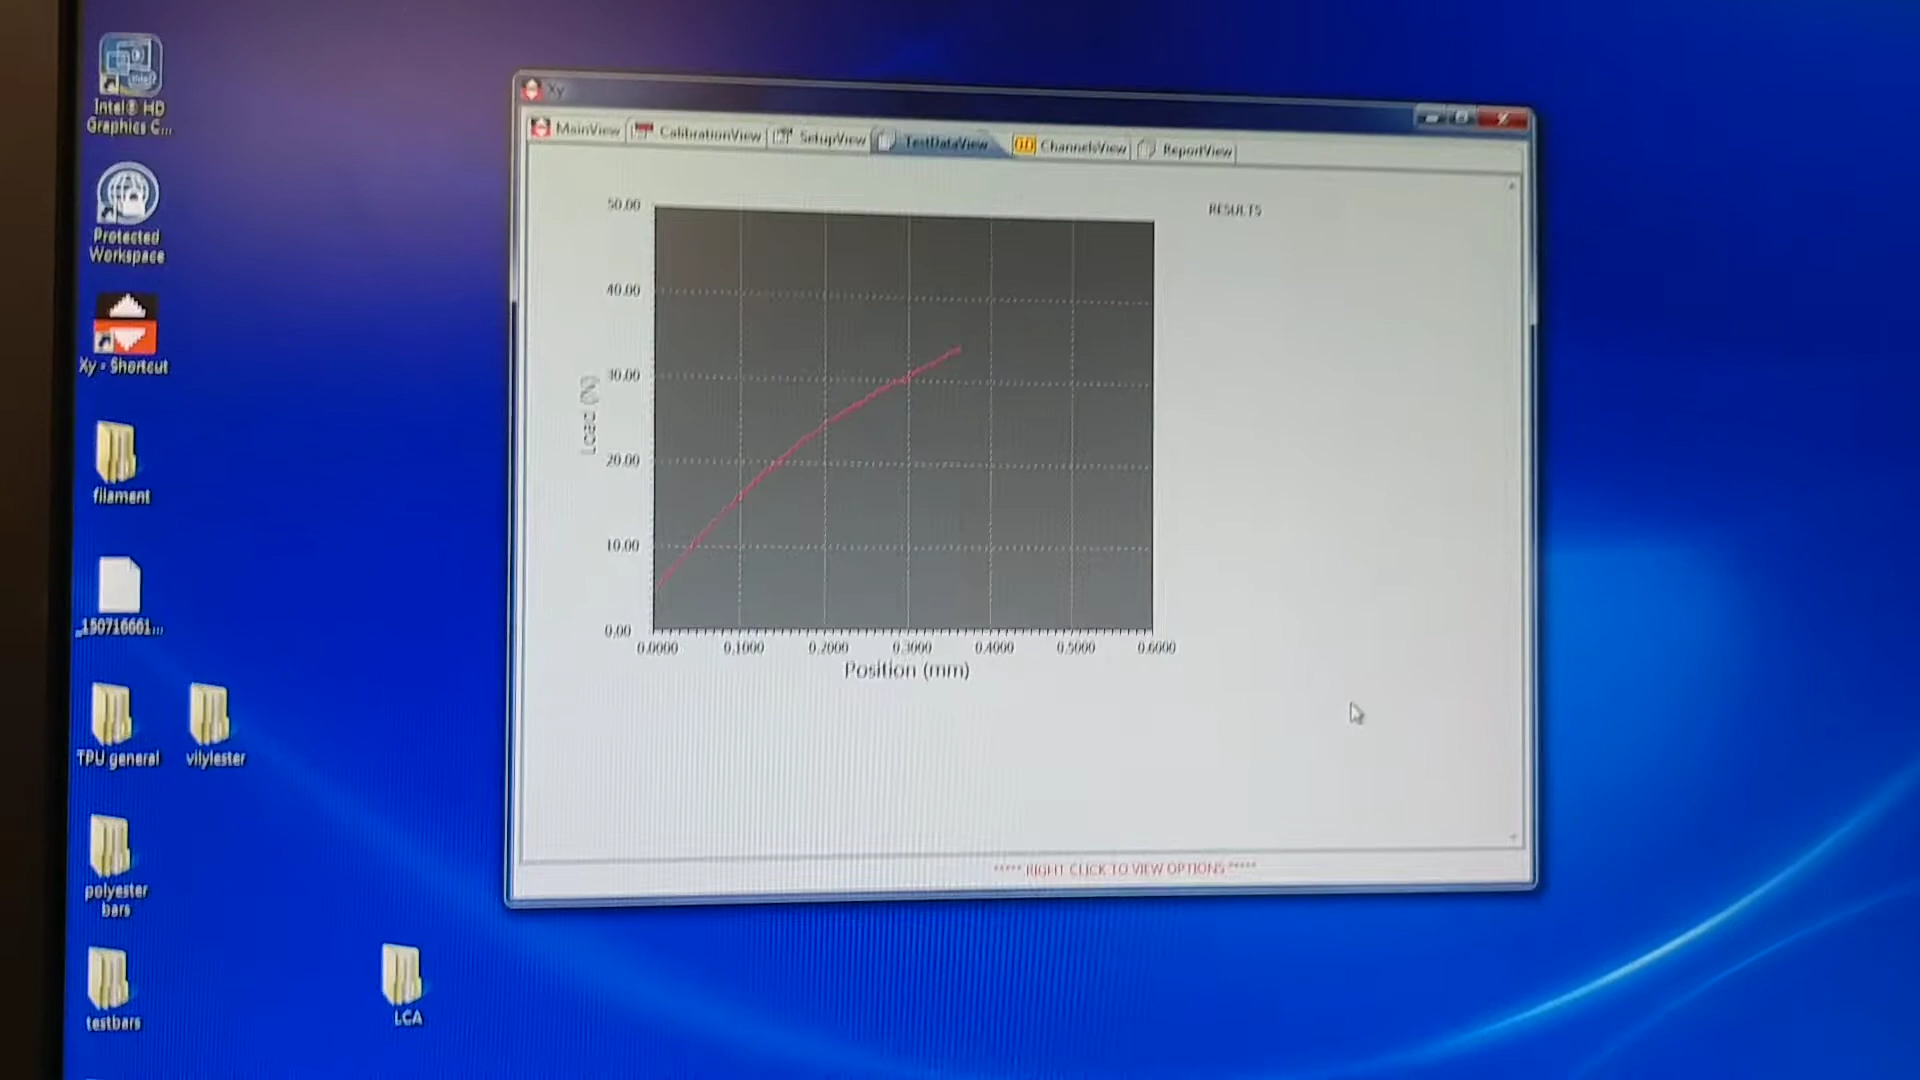 Intel® HD
Graphics C...
Protected
Workspace
Xy - Shortcut
filament
150716661...
TPU general
vilylester
polyester
bars
testbars
LCA
Xy
MainView
CalibrationView
SetupView
TestDataView
ChannelsView
ReportView
RESULTS
50.00
40.00
30.00
20.00
10.00
0.00
Load (N)
0.0000 0.1000 0.2000 0.3000 0.4000 0.5000 0.6000
Position (mm)
***** RIGHT CLICK TO VIEW OPTIONS *****